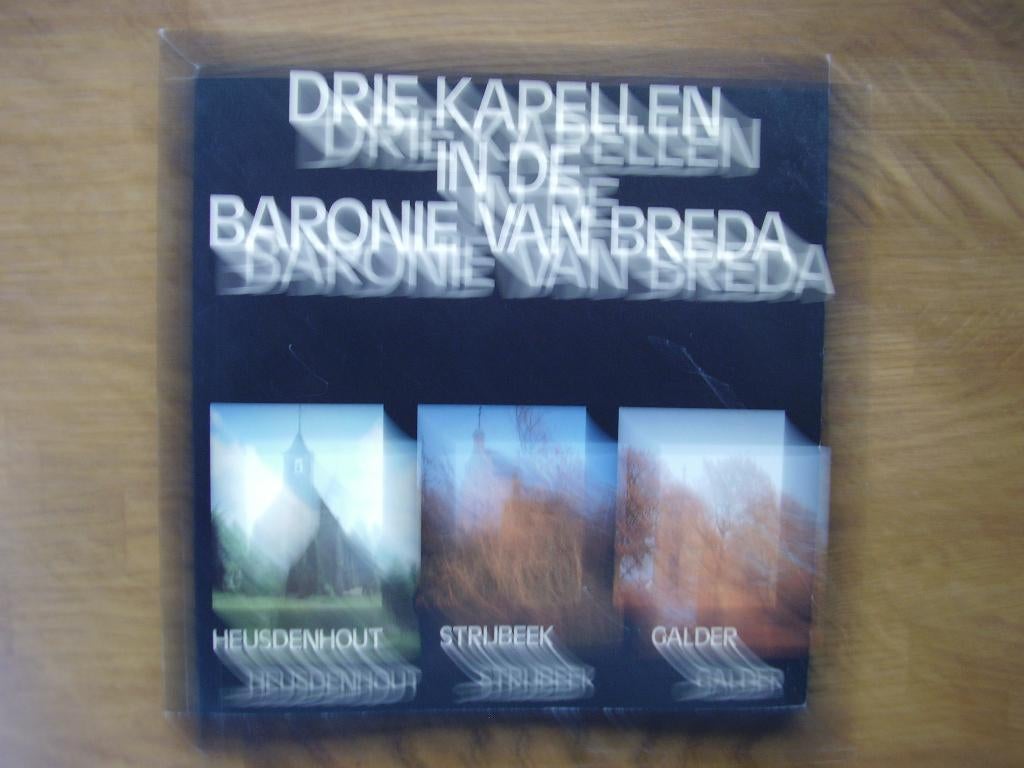 DRIE KAPELLEN
IN DE
BARONIE VAN BREDA
HEUSDENHOUT
STRIJBEEK
GALDER